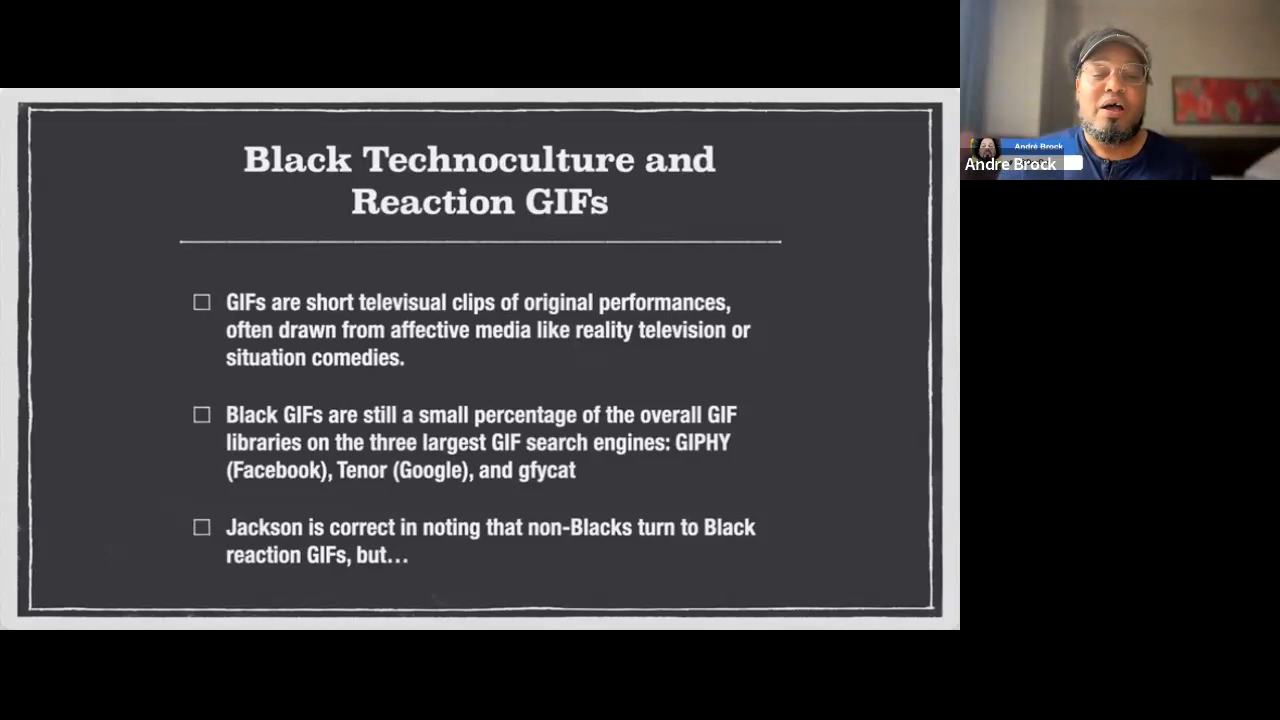 Black Technoculture and
Reaction GIFs
GIFs are short televisual clips of original performances,
often drawn from affective media like reality television or
situation comedies.
Black GIFs are still a small percentage of the overall GIF
libraries on the three largest GIF search engines: GIPHY
(Facebook), Tenor (Google), and gfycat
Jackson is correct in noting that non-Blacks turn to Black
reaction GIFs, but…
André Brock
Andre Brock